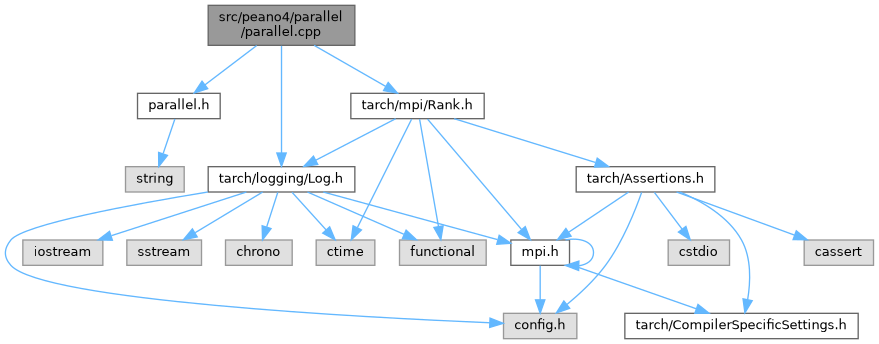 src/peano4/parallel
/parallel.cpp
parallel.h
tarch/mpi/Rank.h
string
tarch/logging/Log.h
tarch/Assertions.h
iostream
sstream
chrono
ctime
functional
mpi.h
cstdio
cassert
config.h
tarch/CompilerSpecificSettings.h